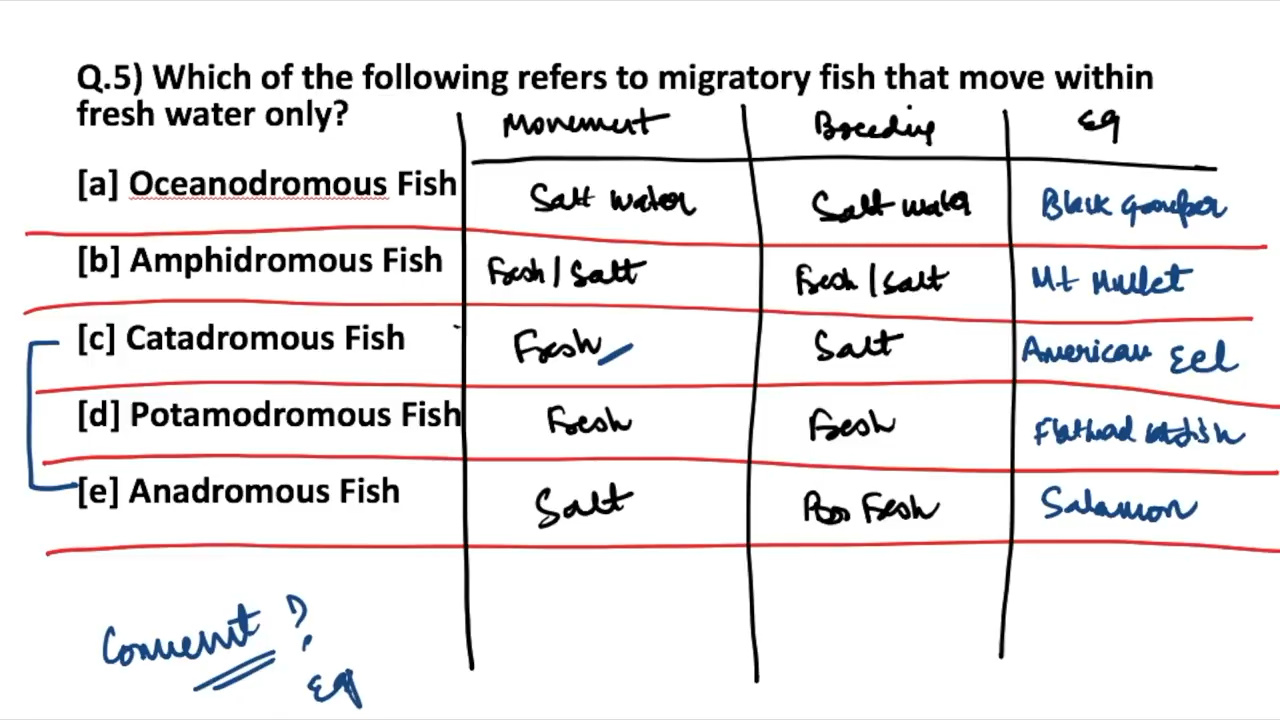 Q.5) Which of the following refers to migratory fish that move within
fresh water only?
Movement Breeding Eg
[a] Oceanodromous Fish Salt water Salt water Black grouper
[b] Amphidromous Fish Fresh/Salt Fresh/Salt Mt Mullet
[c] Catadromous Fish Fresh Salt American Eel
[d] Potamodromous Fish Fresh Fresh Flathead catfish
[e] Anadromous Fish Salt Fresh Salamon
Comment ?
Eg